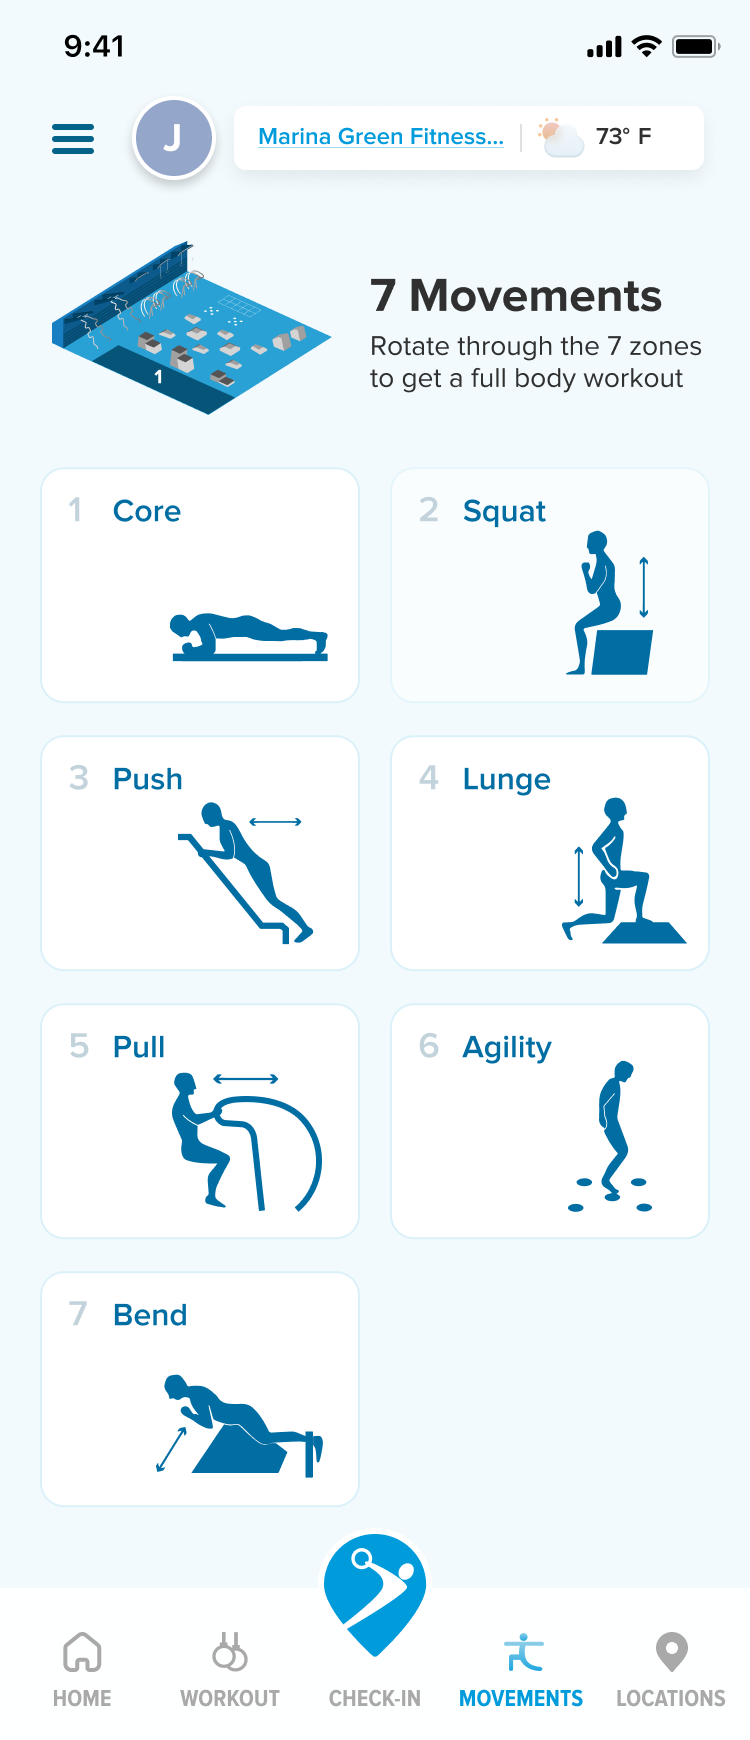 9:41
J
Marina Green Fitness...
73° F
1
7 Movements
Rotate through the 7 zones
to get a full body workout
1 Core
2 Squat
3 Push
4 Lunge
5 Pull
6 Agility
7 Bend
HOME
WORKOUT
CHECK-IN
MOVEMENTS
LOCATIONS